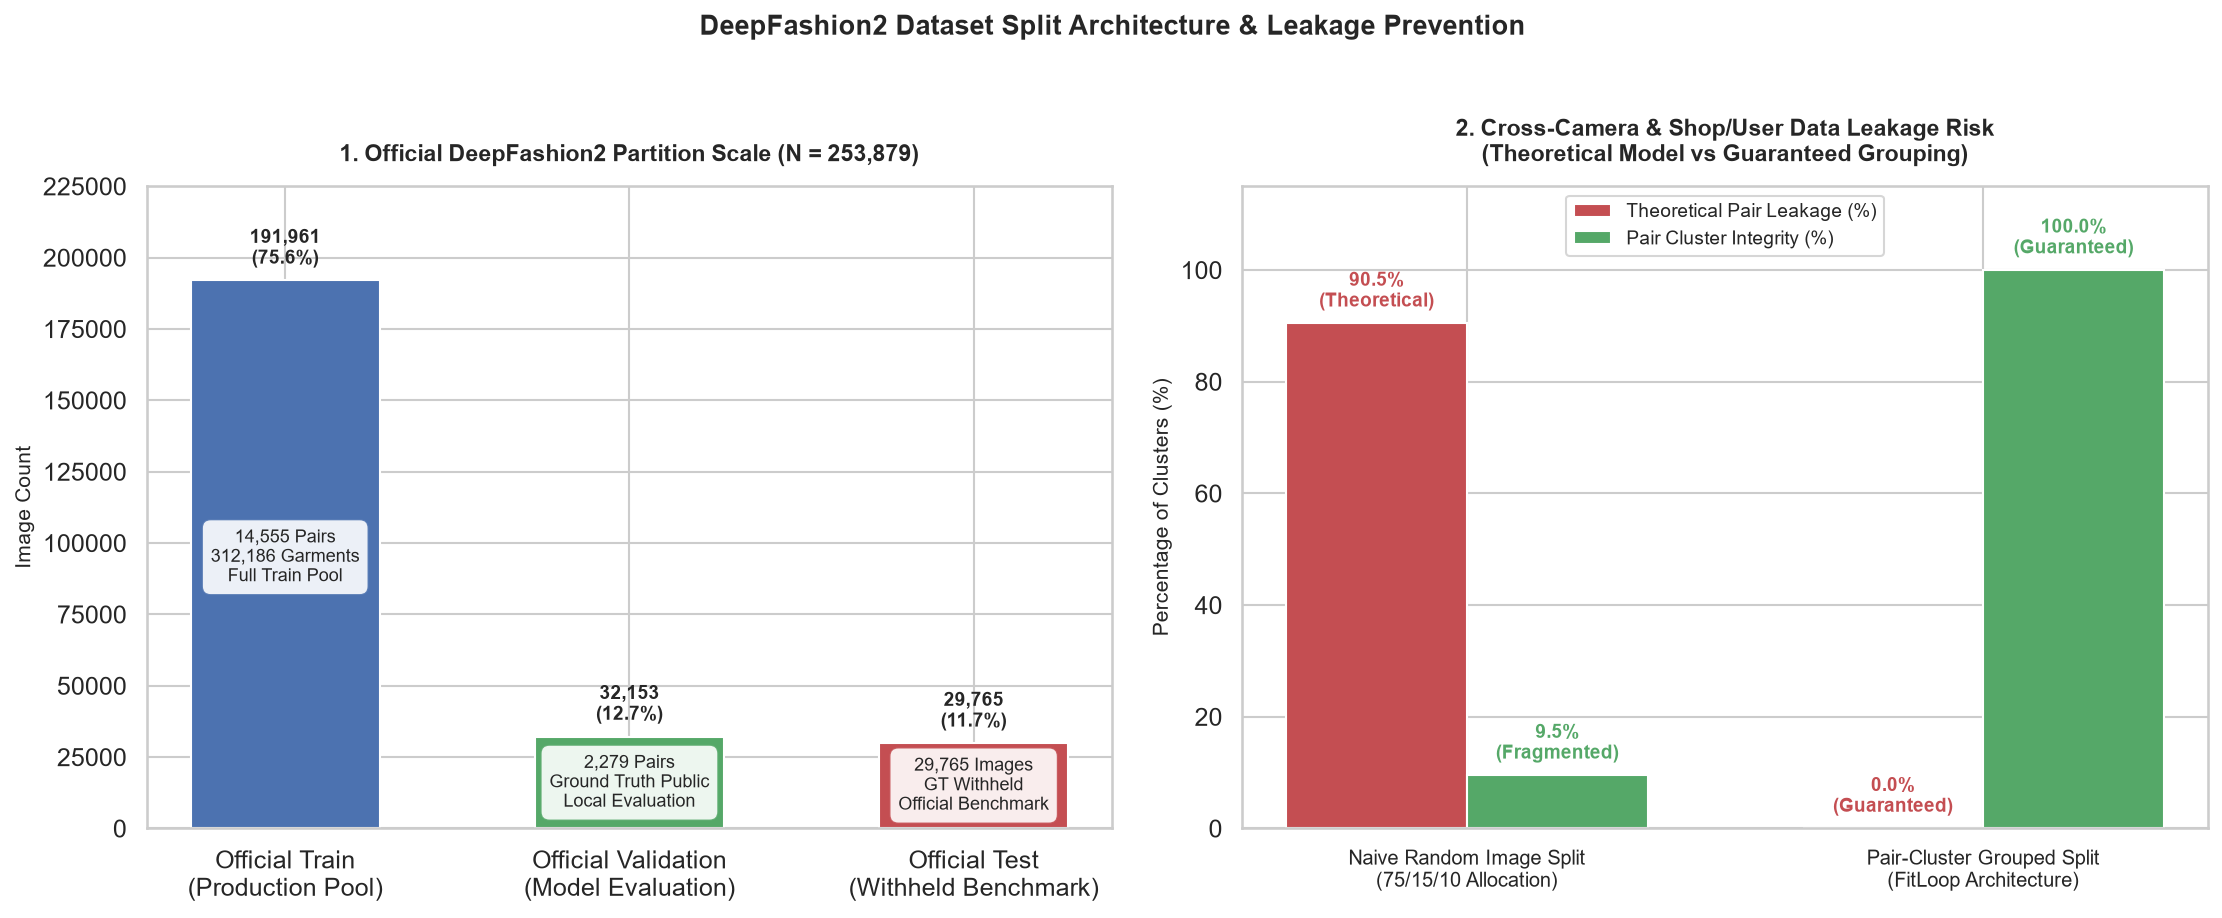 DeepFashion2 Dataset Split Architecture & Leakage Prevention
1. Official DeepFashion2 Partition Scale (N = 253,879)
225000
200000
175000
150000
125000
100000
75000
50000
25000
0
Image Count
191,961
(75.6%)
14,555 Pairs
312,186 Garments
Full Train Pool
32,153
(12.7%)
2,279 Pairs
Ground Truth Public
Local Evaluation
29,765
(11.7%)
29,765 Images
GT Withheld
Official Benchmark
Official Train
(Production Pool)
Official Validation
(Model Evaluation)
Official Test
(Withheld Benchmark)
2. Cross-Camera & Shop/User Data Leakage Risk
(Theoretical Model vs Guaranteed Grouping)
Theoretical Pair Leakage (%)
Pair Cluster Integrity (%)
100
80
60
40
20
0
Percentage of Clusters (%)
90.5%
(Theoretical)
9.5%
(Fragmented)
0.0%
(Guaranteed)
100.0%
(Guaranteed)
Naive Random Image Split
(75/15/10 Allocation)
Pair-Cluster Grouped Split
(FitLoop Architecture)